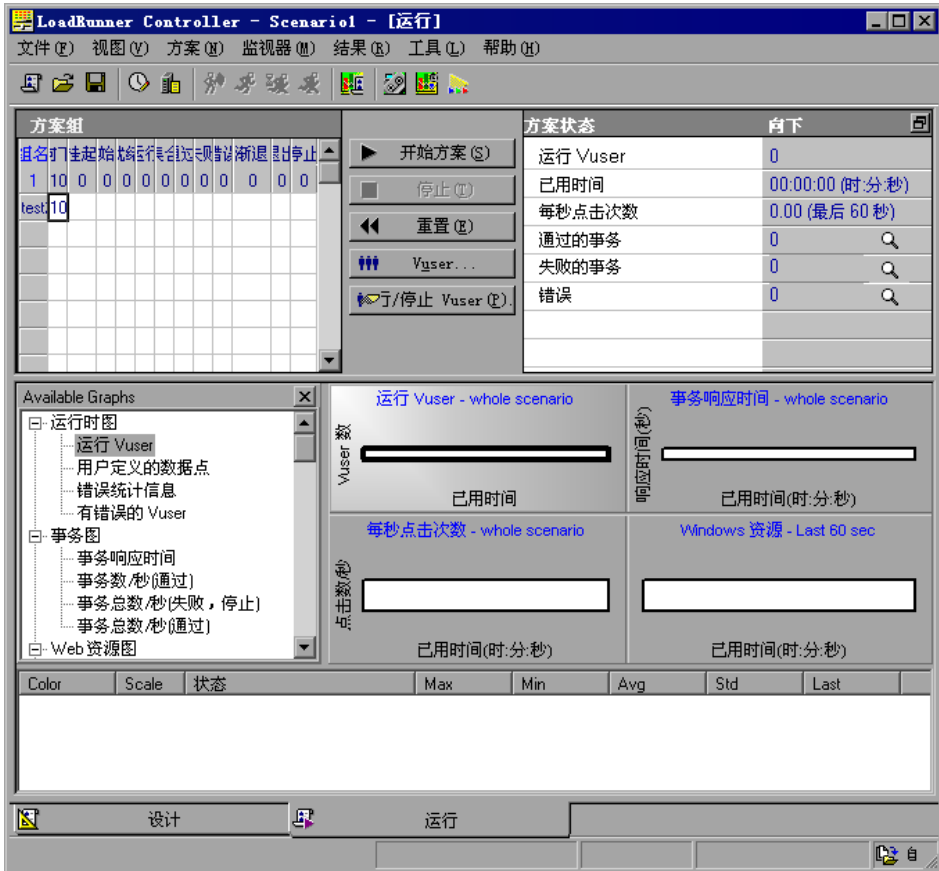 LoadRunner Controller - Scenario1 - [运行]
文件(F) 视图(V) 方案(N) 监视器(M) 结果(R) 工具(L) 帮助(H)
方案组
组名
渐退
停止
1 10 0 0 0 0 0 0 0 0 0 0 0
test 10
开始方案(S)
停止(T)
重置(E)
Vuser...
/停止 Vuser(P).
方案状态 向下
运行 Vuser 0
已用时间 00:00:00 (时:分:秒)
每秒点击次数 0.00 (最后 60 秒)
通过的事务 0
失败的事务 0
错误 0
Available Graphs
运行时图
运行 Vuser
用户定义的数据点
错误统计信息
有错误的 Vuser
事务图
事务响应时间
事务数/秒(通过)
事务总数/秒(失败，停止)
事务总数/秒(通过)
Web 资源图
运行 Vuser - whole scenario
Vuser 数
已用时间
事务响应时间 - whole scenario
响应时间(秒)
已用时间(时:分:秒)
每秒点击次数 - whole scenario
点击数/秒
已用时间(时:分:秒)
Windows 资源 - Last 60 sec
已用时间(时:分:秒)
Color Scale 状态 Max Min Avg Std Last
设计 运行
自